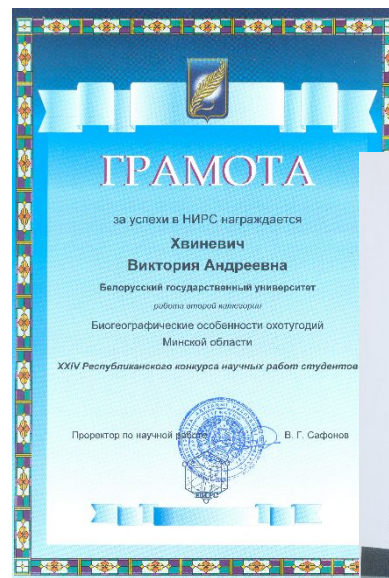 ГРАМОТА
за успехи в НИРС награждается
Хвиневич
Виктория Андреевна
Белорусский государственный университет
работа второй категории
Биогеографические особенности охотугодий
Минской области
XXIV Республиканского конкурса научных работ студентов
Проректор по научной работе В. Г. Сафонов
НИРС